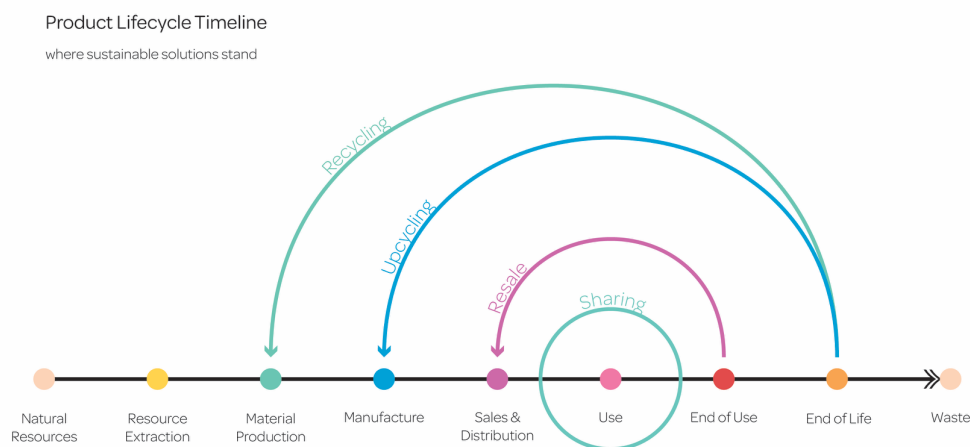 Product Lifecycle Timeline
where sustainable solutions stand
Recycling
Upcycling
Resale
Sharing
Natural
Resources
Resource
Extraction
Material
Production
Manufacture
Sales &
Distribution
Use
End of Use
End of Life
Waste